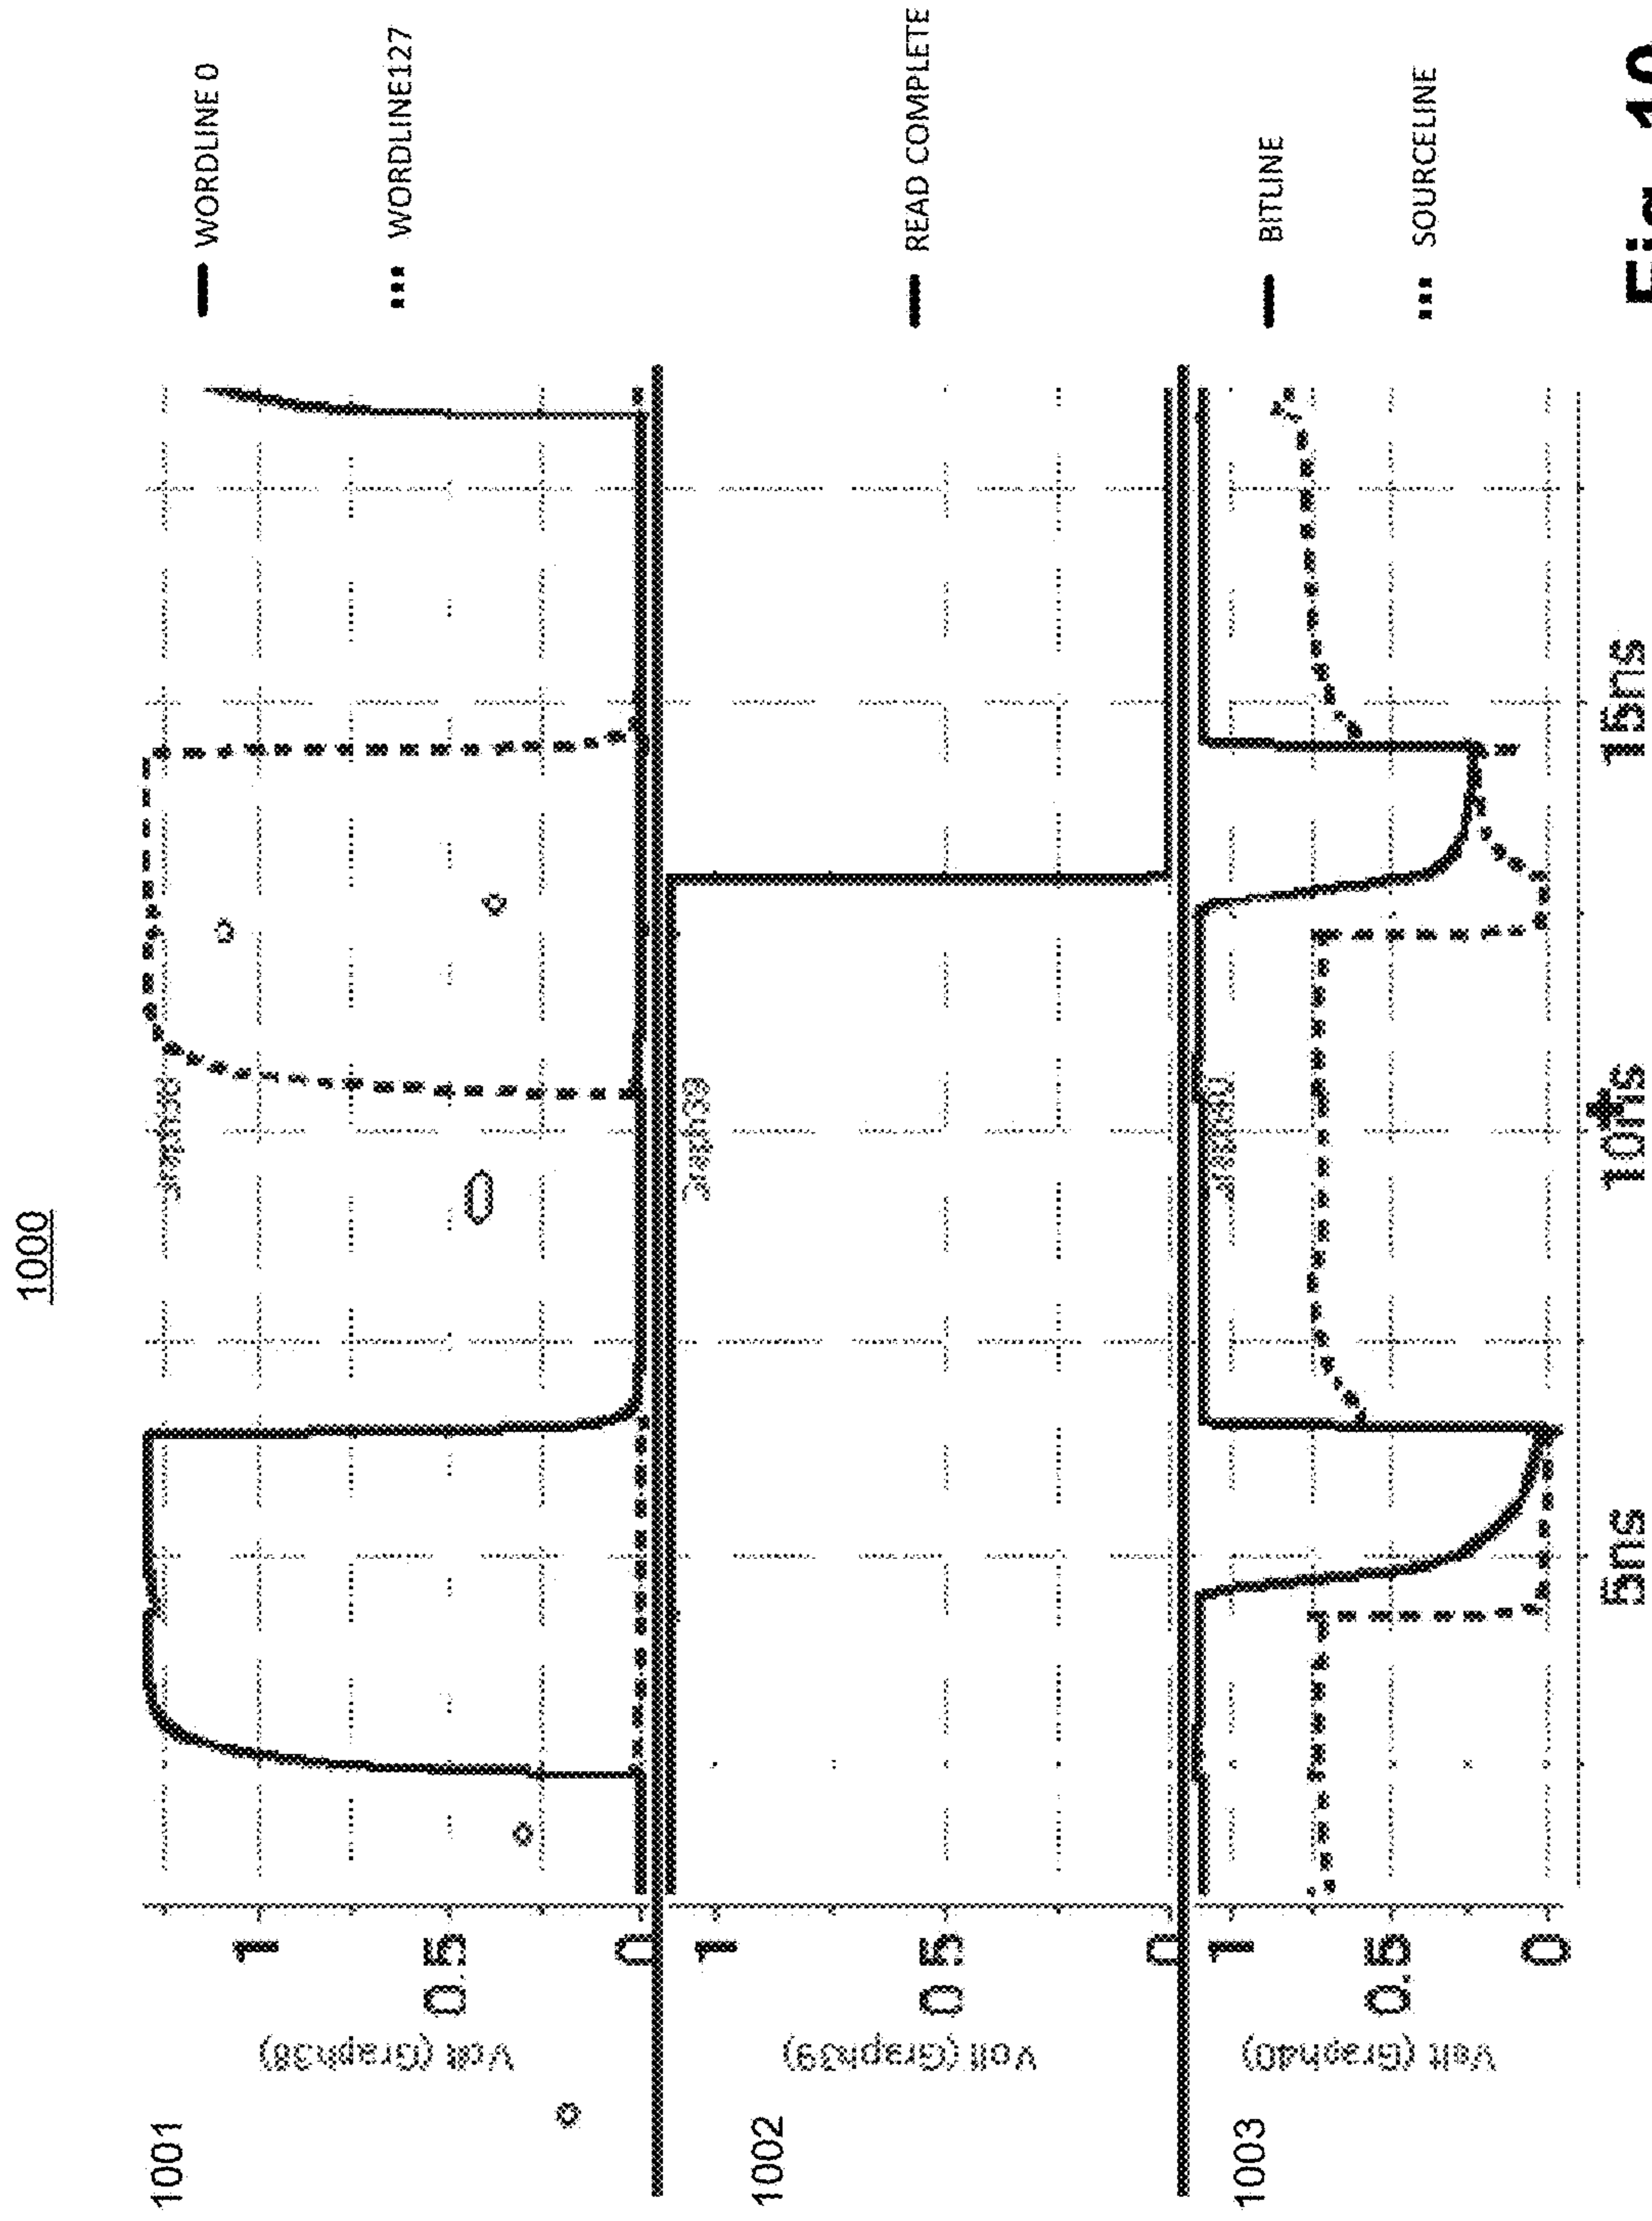 1000
1001
Volt (Graph38)
1
0.5
0
WORDLINE 0
WORDLINE127
1002
Volt (Graph39)
1
0.5
0
Graph39
READ COMPLETE
1003
Volt (Graph40)
1
0.5
0
BITLINE
SOURCELINE
5ns
10ns
15ns